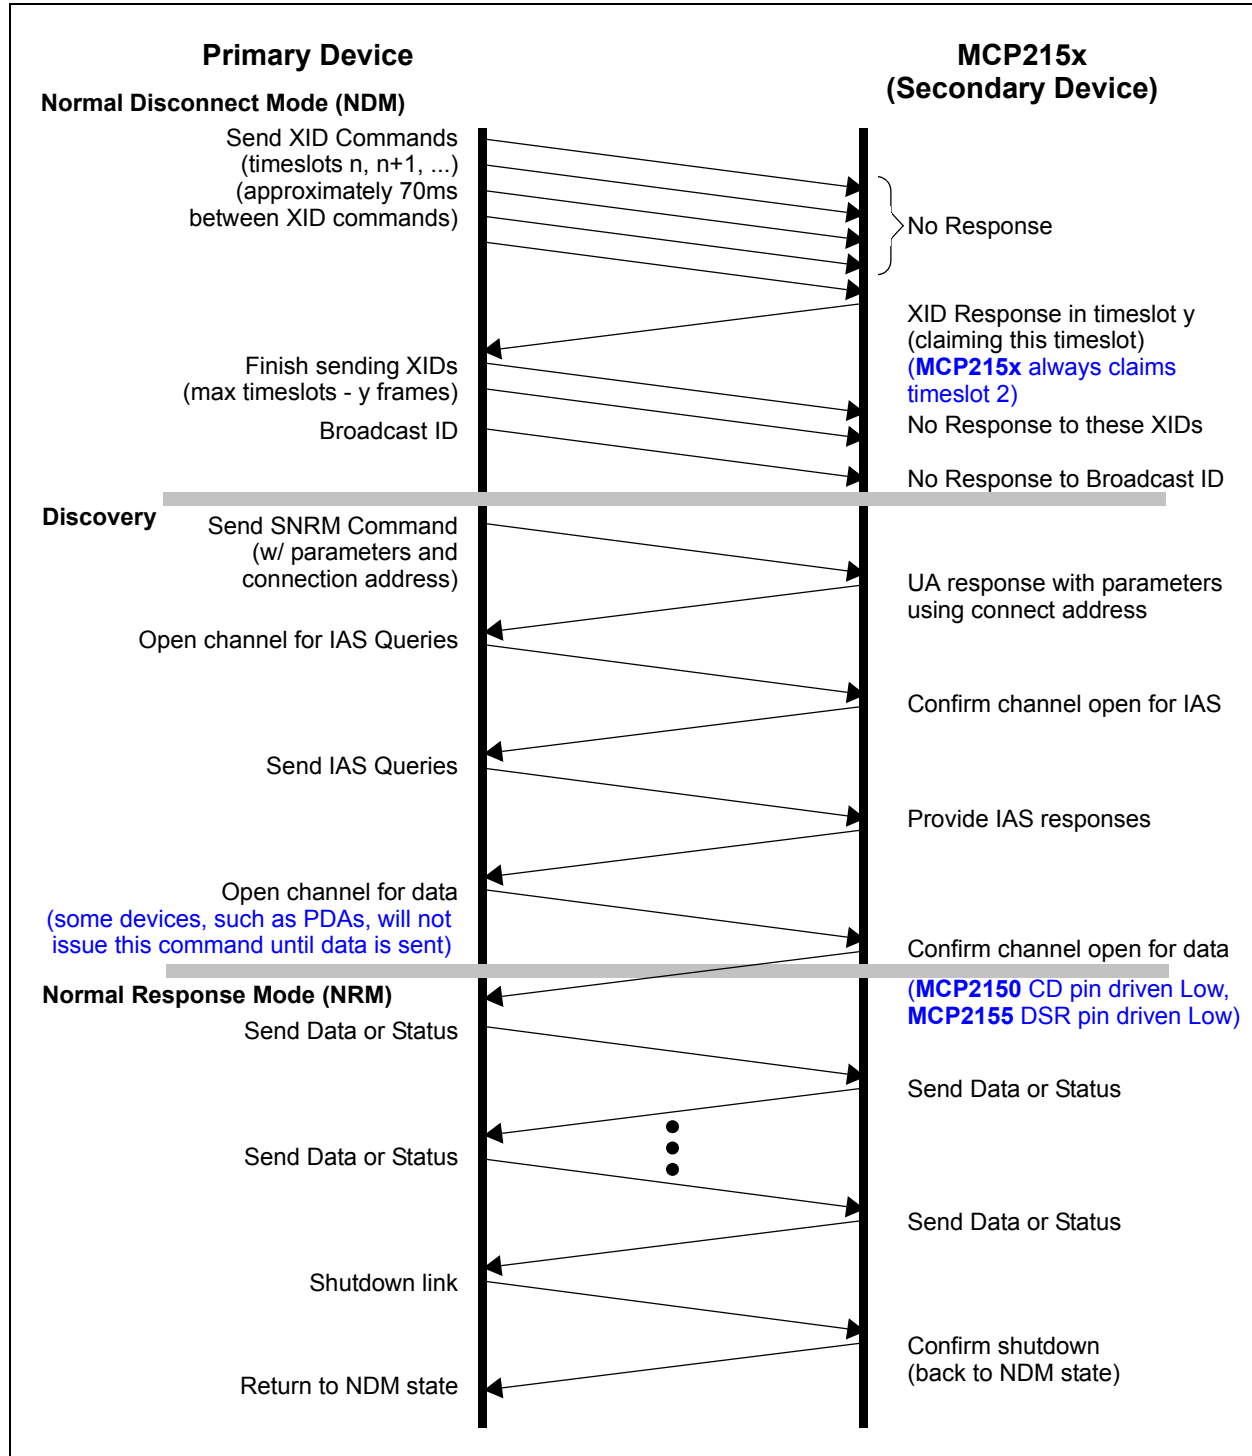 Primary Device
MCP215x
(Secondary Device)
Normal Disconnect Mode (NDM)
Send XID Commands
(timeslots n, n+1, ...)
(approximately 70ms
between XID commands)
No Response
XID Response in timeslot y
(claiming this timeslot)
(MCP215x always claims
timeslot 2)
Finish sending XIDs
(max timeslots - y frames)
No Response to these XIDs
Broadcast ID
No Response to Broadcast ID
Discovery
Send SNRM Command
(w/ parameters and
connection address)
UA response with parameters
using connect address
Open channel for IAS Queries
Confirm channel open for IAS
Send IAS Queries
Provide IAS responses
Open channel for data
(some devices, such as PDAs, will not
issue this command until data is sent)
Confirm channel open for data
(MCP2150 CD pin driven Low,
MCP2155 DSR pin driven Low)
Normal Response Mode (NRM)
Send Data or Status
Send Data or Status
Send Data or Status
Send Data or Status
Shutdown link
Confirm shutdown
(back to NDM state)
Return to NDM state